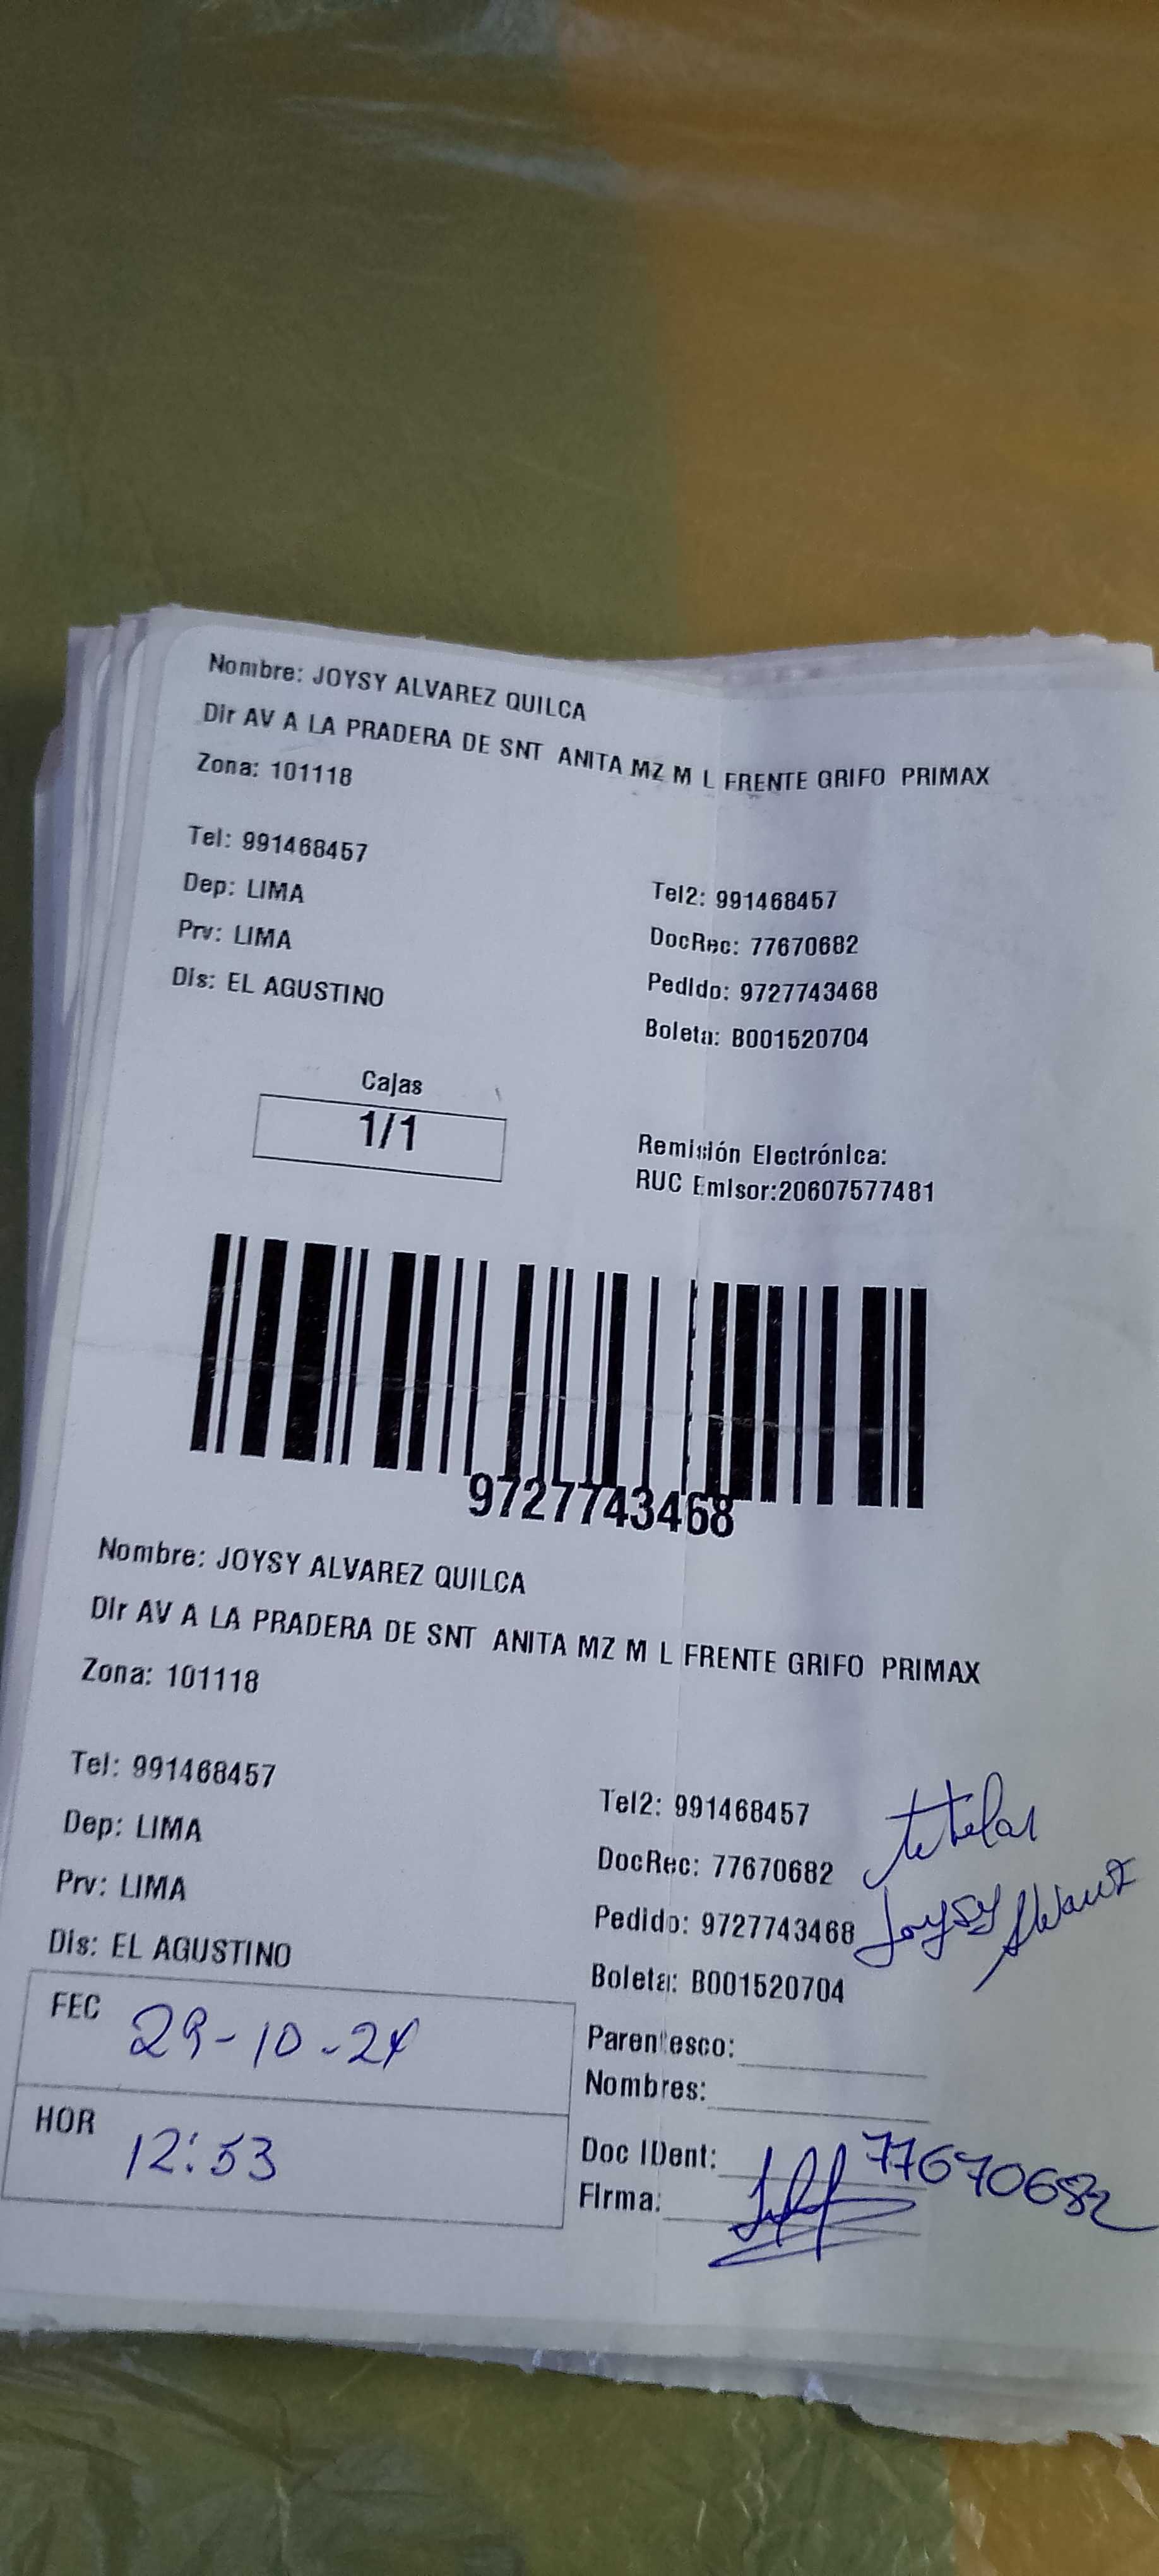 Nombre: JOYSY ALVAREZ QUILCA
Dir AV A LA PRADERA DE SNT ANITA MZ M L FRENTE GRIFO PRIMAX
Zona: 101118
Tel: 991468457
Dep: LIMA
Prv: LIMA
Dis: EL AGUSTINO
Tel2: 991468457
DocRec: 77670682
Pedido: 9727743468
Boleta: B001520704
Cajas
1/1
Remisión Electrónica:
RUC Emisor:20607577481
9727743468
Nombre: JOYSY ALVAREZ QUILCA
Dir AV A LA PRADERA DE SNT ANITA MZ M L FRENTE GRIFO PRIMAX
Zona: 101118
Tel: 991468457
Dep: LIMA
Prv: LIMA
Dis: EL AGUSTINO
Tel2: 991468457
DocRec: 77670682
Pedido: 9727743468
Boleta: B001520704
titular
Joysy Alvarez
FEC 29-10-24
HOR 12:53
Parentesco:
Nombres:
Doc IDent: 77670682
Firma: